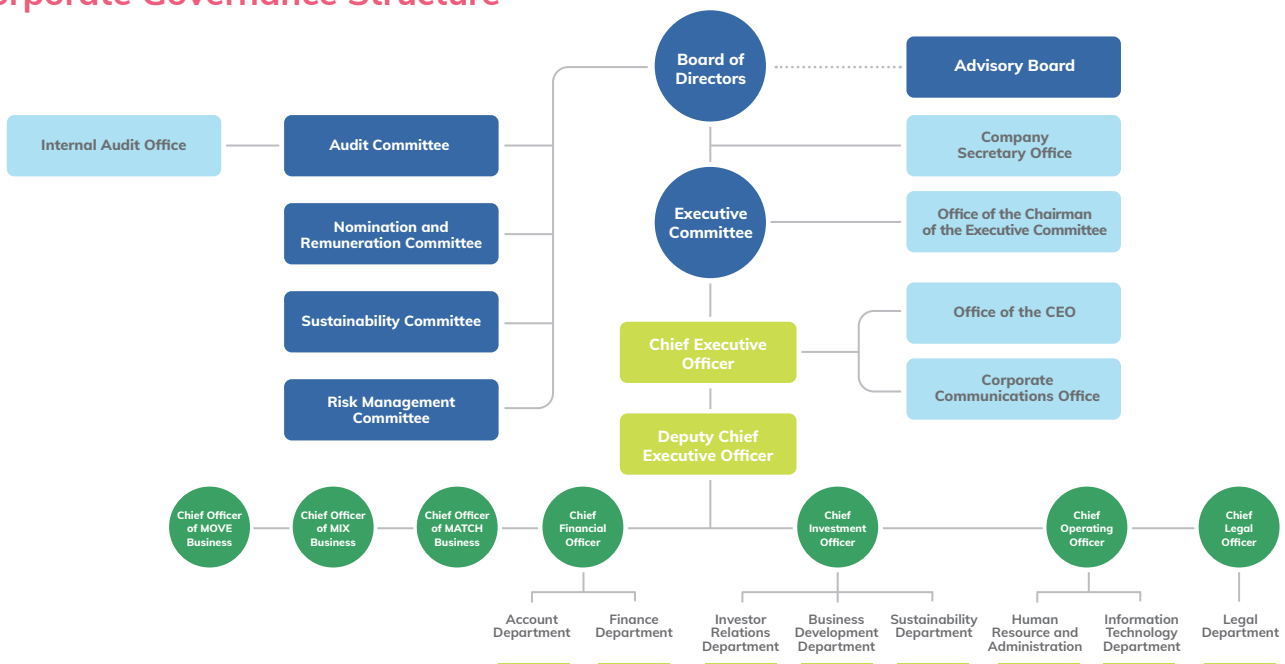 Corporate Governance Structure
Board of
Directors
Advisory Board
Internal Audit Office
Audit Committee
Company
Secretary Office
Nomination and
Remuneration Committee
Executive
Committee
Office of the Chairman
of the Executive Committee
Sustainability Committee
Office of the CEO
Chief Executive
Officer
Risk Management
Committee
Corporate
Communications Office
Deputy Chief
Executive Officer
Chief Officer
of MOVE
Business
Chief Officer
of MIX
Business
Chief Officer
of MATCH
Business
Chief
Financial
Officer
Chief
Investment
Officer
Chief
Operating
Officer
Chief
Legal
Officer
Account
Department
Finance
Department
Investor
Relations
Department
Business
Development
Department
Sustainability
Department
Human
Resource and
Administration
Information
Technology
Department
Legal
Department